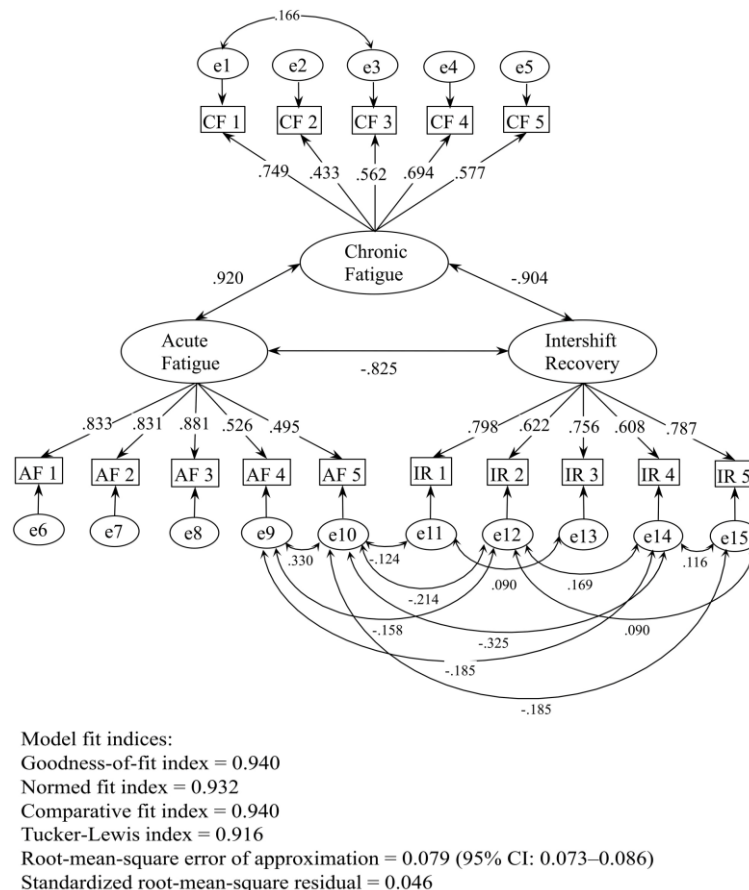 .166
e1 e2 e3 e4 e5
CF 1 CF 2 CF 3 CF 4 CF 5
.749 .433 .562 .694 .577
Chronic
Fatigue
.920 -.904
Acute
Fatigue
Intershift
Recovery
-.825
.833 .831 .881 .526 .495 .798 .622 .756 .608 .787
AF 1 AF 2 AF 3 AF 4 AF 5 IR 1 IR 2 IR 3 IR 4 IR 5
e6 e7 e8 e9 e10 e11 e12 e13 e14 e15
.330 -.124 .090 .169 .116
-.214
-.158 -.325 .090
-.185
-.185
Model fit indices:
Goodness-of-fit index = 0.940
Normed fit index = 0.932
Comparative fit index = 0.940
Tucker-Lewis index = 0.916
Root-mean-square error of approximation = 0.079 (95% CI: 0.073–0.086)
Standardized root-mean-square residual = 0.046